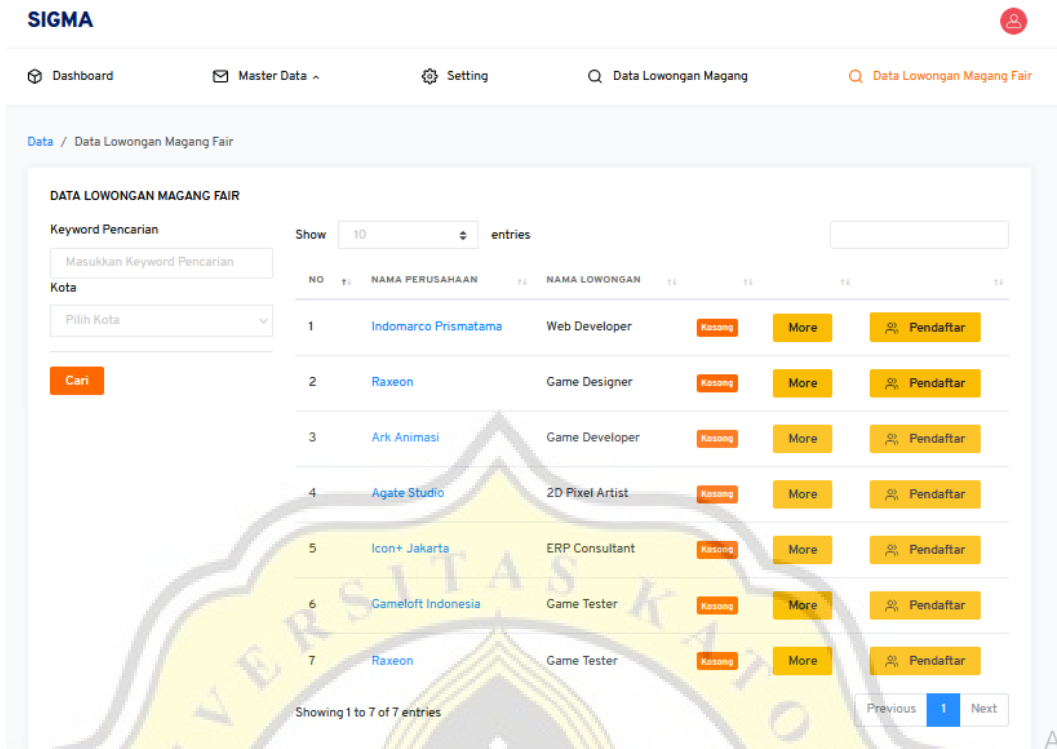 SIGMA
Dashboard Master Data Setting Data Lowongan Magang Data Lowongan Magang Fair
Data / Data Lowongan Magang Fair
DATA LOWONGAN MAGANG FAIR
Keyword Pencarian
Masukkan Keyword Pencarian
Kota
Pilih Kota
Cari
Show 10 entries
NO NAMA PERUSAHAAN NAMA LOWONGAN
1 Indomarco Prismatama Web Developer Kosong More Pendaftar
2 Raxeon Game Designer Kosong More Pendaftar
3 Ark Animasi Game Developer Kosong More Pendaftar
4 Agate Studio 2D Pixel Artist Kosong More Pendaftar
5 Icon+ Jakarta ERP Consultant Kosong More Pendaftar
6 Gameloft Indonesia Game Tester Kosong More Pendaftar
7 Raxeon Game Tester Kosong More Pendaftar
Showing 1 to 7 of 7 entries
Previous 1 Next
VERSITAS KATO
A